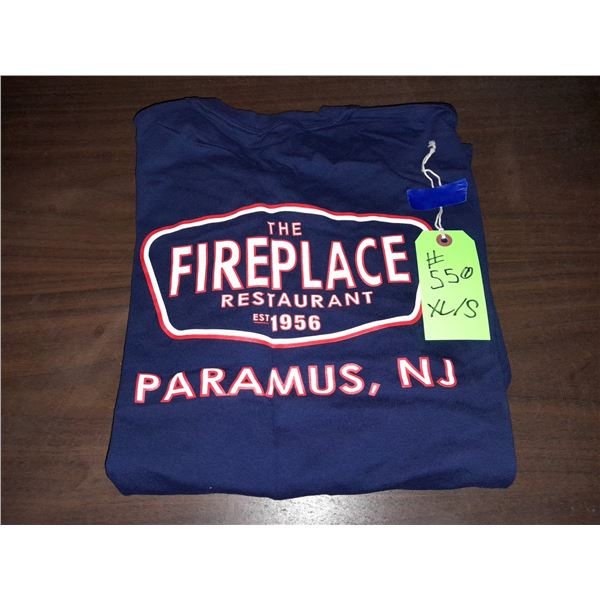 THE
FIREPLACE
RESTAURANT
EST 1956
PARAMUS, NJ
#
550
XL/S